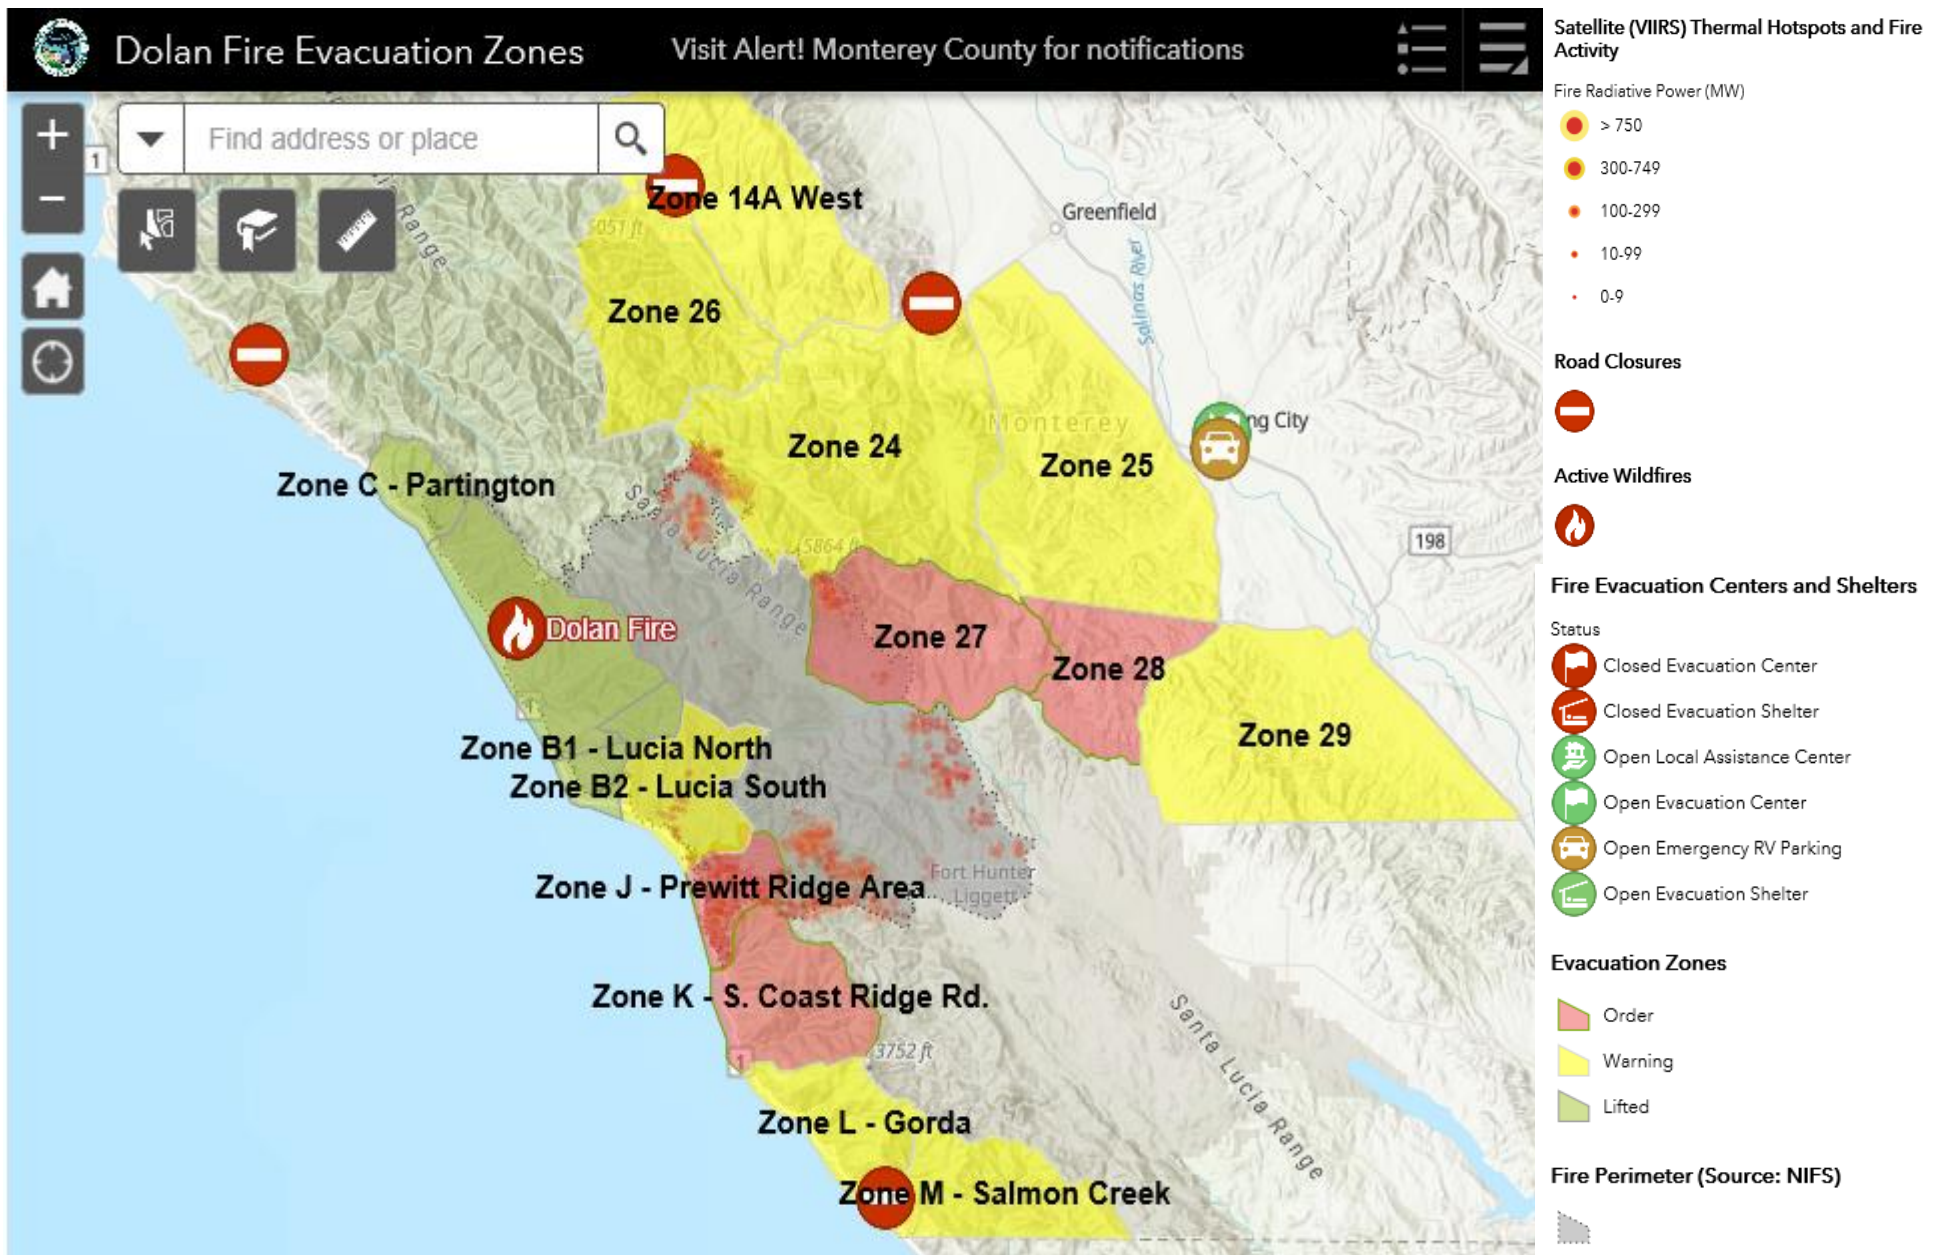 Dolan Fire Evacuation Zones
Visit Alert! Monterey County for notifications
+
Find address or place
−
1
Range
Zone 14A West
Greenfield
Salinas River
Zone 26
ng City
Monterey
Zone 24
Zone 25
Zone C - Partington
198
5864 ft
Santa Lucia Range
Dolan Fire
Zone 27
Zone 28
1
Zone 29
Zone B1 - Lucia North
Zone B2 - Lucia South
Zone J - Prewitt Ridge Area
Fort Hunter
Liggett
Zone K - S. Coast Ridge Rd.
3752 ft
1
Santa Lucia Range
Zone L - Gorda
Zone M - Salmon Creek
Satellite (VIIRS) Thermal Hotspots and Fire
Activity
Fire Radiative Power (MW)
> 750
300-749
100-299
10-99
0-9
Road Closures
Active Wildfires
Fire Evacuation Centers and Shelters
Status
Closed Evacuation Center
Closed Evacuation Shelter
Open Local Assistance Center
Open Evacuation Center
Open Emergency RV Parking
Open Evacuation Shelter
Evacuation Zones
Order
Warning
Lifted
Fire Perimeter (Source: NIFS)